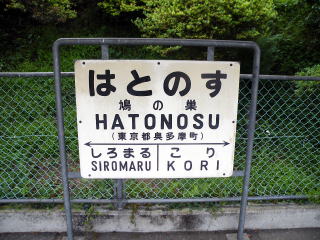 はとのす
鳩の巣
HATONOSU
(東京都奥多摩町)
しろまる こり
SIROMARU KORI